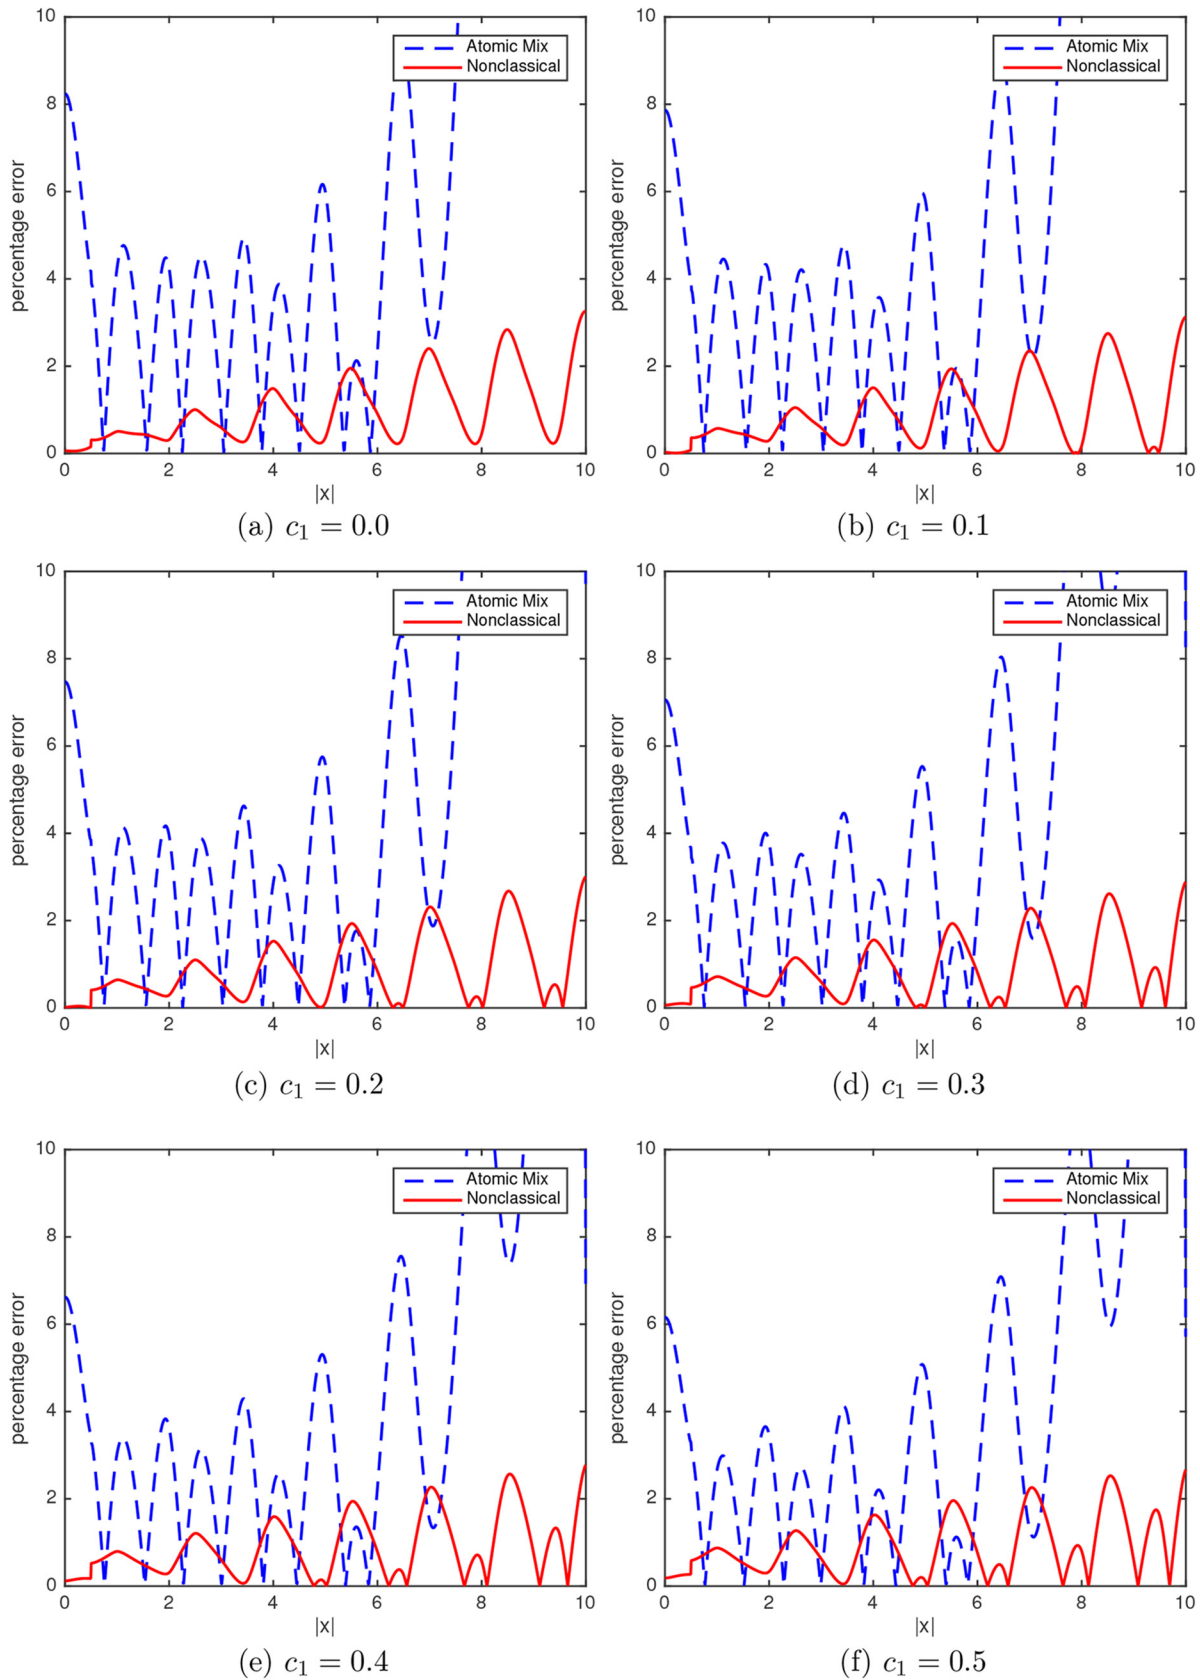 10
8
6
4
2
0
percentage error
Atomic Mix
Nonclassical
0 2 4 6 8 10
|x|
(a) c₁ = 0.0
10
8
6
4
2
0
percentage error
Atomic Mix
Nonclassical
0 2 4 6 8 10
|x|
(b) c₁ = 0.1
10
8
6
4
2
0
percentage error
Atomic Mix
Nonclassical
0 2 4 6 8 10
|x|
(c) c₁ = 0.2
10
8
6
4
2
0
percentage error
Atomic Mix
Nonclassical
0 2 4 6 8 10
|x|
(d) c₁ = 0.3
10
8
6
4
2
0
percentage error
Atomic Mix
Nonclassical
0 2 4 6 8 10
|x|
(e) c₁ = 0.4
10
8
6
4
2
0
percentage error
Atomic Mix
Nonclassical
0 2 4 6 8 10
|x|
(f) c₁ = 0.5